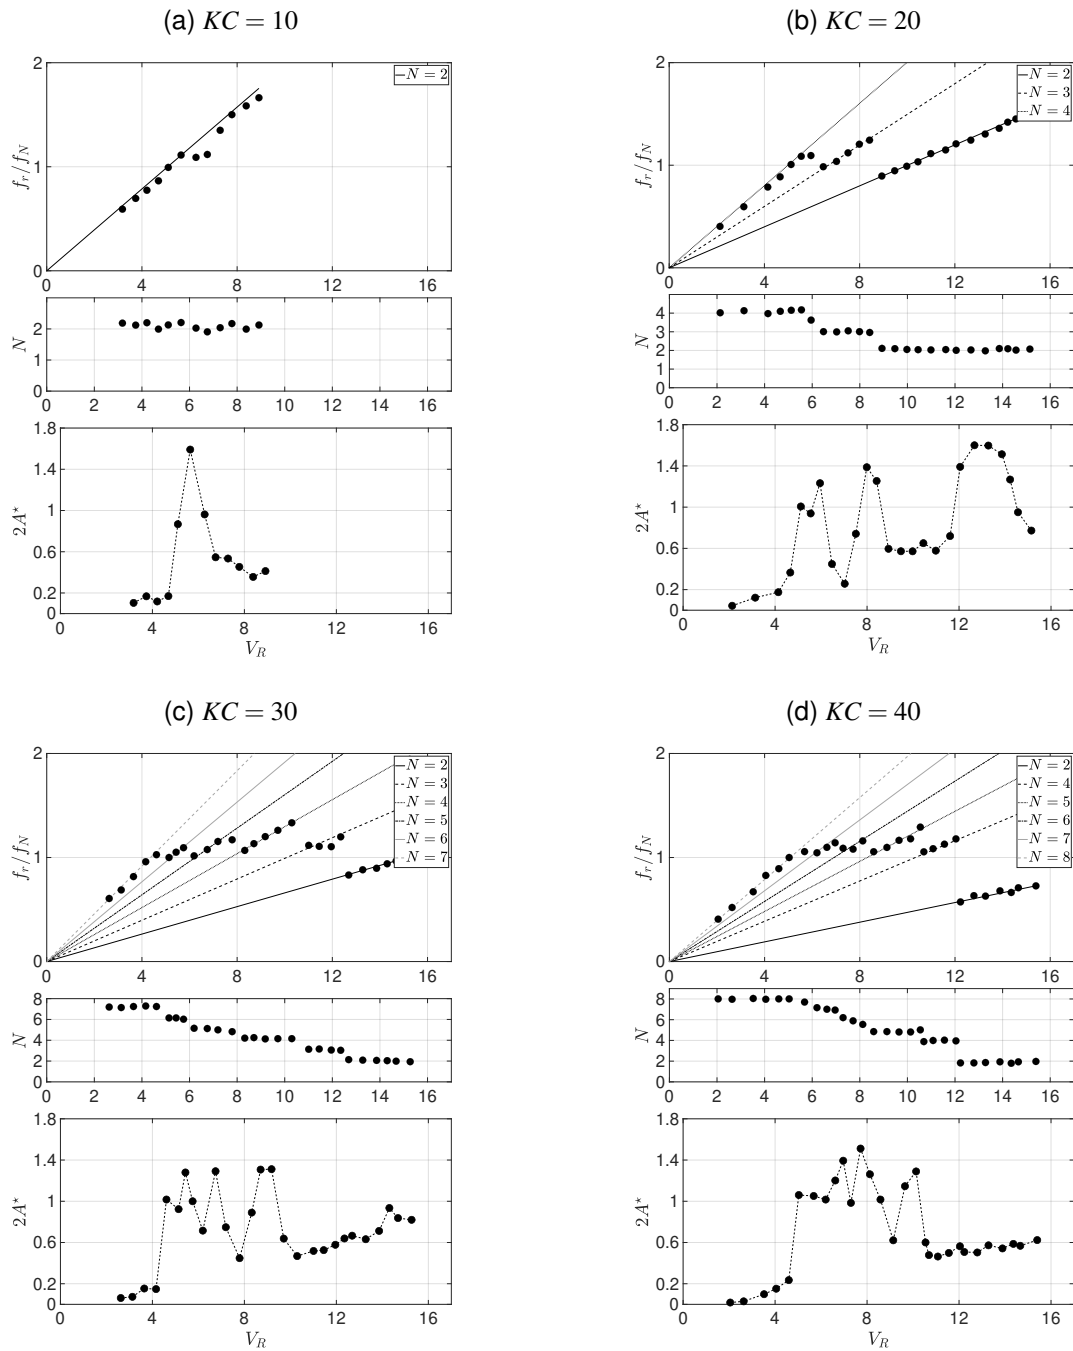 (a) KC = 10
2
1
0
f_r/f_N
N = 2
0 4 8 12 16
N
2
1
0
0 2 4 6 8 10 12 14 16
1.8
1.4
1
0.6
0.2
0
2A*
0 4 8 12 16
V_R
(b) KC = 20
2
1
0
f_r/f_N
N = 2
N = 3
N = 4
0 4 8 12 16
N
4
3
2
1
0
0 2 4 6 8 10 12 14 16
1.8
1.4
1
0.6
0.2
0
2A*
0 4 8 12 16
V_R
(c) KC = 30
2
1
0
f_r/f_N
N = 2
N = 3
N = 4
N = 5
N = 6
N = 7
0 4 8 12 16
N
8
6
4
2
0
0 2 4 6 8 10 12 14 16
1.8
1.4
1
0.6
0.2
0
2A*
0 4 8 12 16
V_R
(d) KC = 40
2
1
0
f_r/f_N
N = 2
N = 4
N = 5
N = 6
N = 7
N = 8
0 4 8 12 16
N
8
6
4
2
0
0 2 4 6 8 10 12 14 16
1.8
1.4
1
0.6
0.2
0
2A*
0 4 8 12 16
V_R